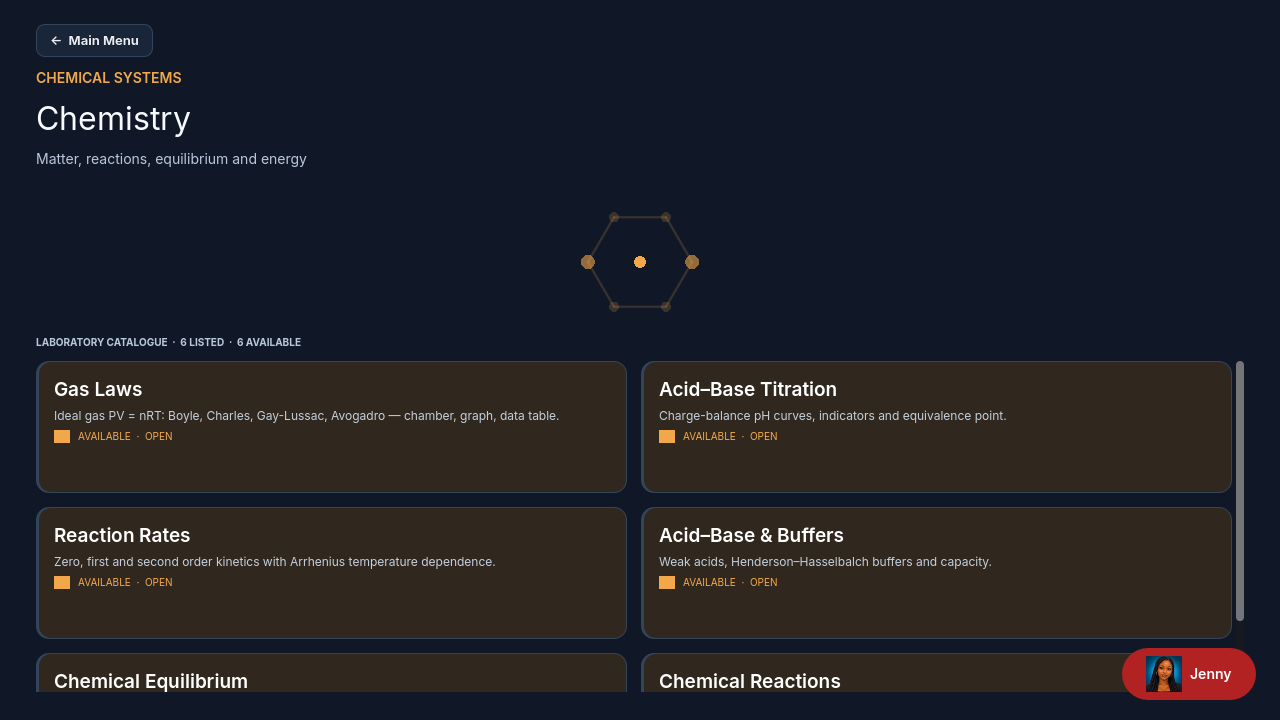 ← Main Menu
CHEMICAL SYSTEMS
Chemistry
Matter, reactions, equilibrium and energy
LABORATORY CATALOGUE · 6 LISTED · 6 AVAILABLE
Gas Laws
Ideal gas PV = nRT: Boyle, Charles, Gay-Lussac, Avogadro — chamber, graph, data table.
AVAILABLE · OPEN
Acid–Base Titration
Charge-balance pH curves, indicators and equivalence point.
AVAILABLE · OPEN
Reaction Rates
Zero, first and second order kinetics with Arrhenius temperature dependence.
AVAILABLE · OPEN
Acid–Base & Buffers
Weak acids, Henderson–Hasselbalch buffers and capacity.
AVAILABLE · OPEN
Chemical Equilibrium
Chemical Reactions
Jenny